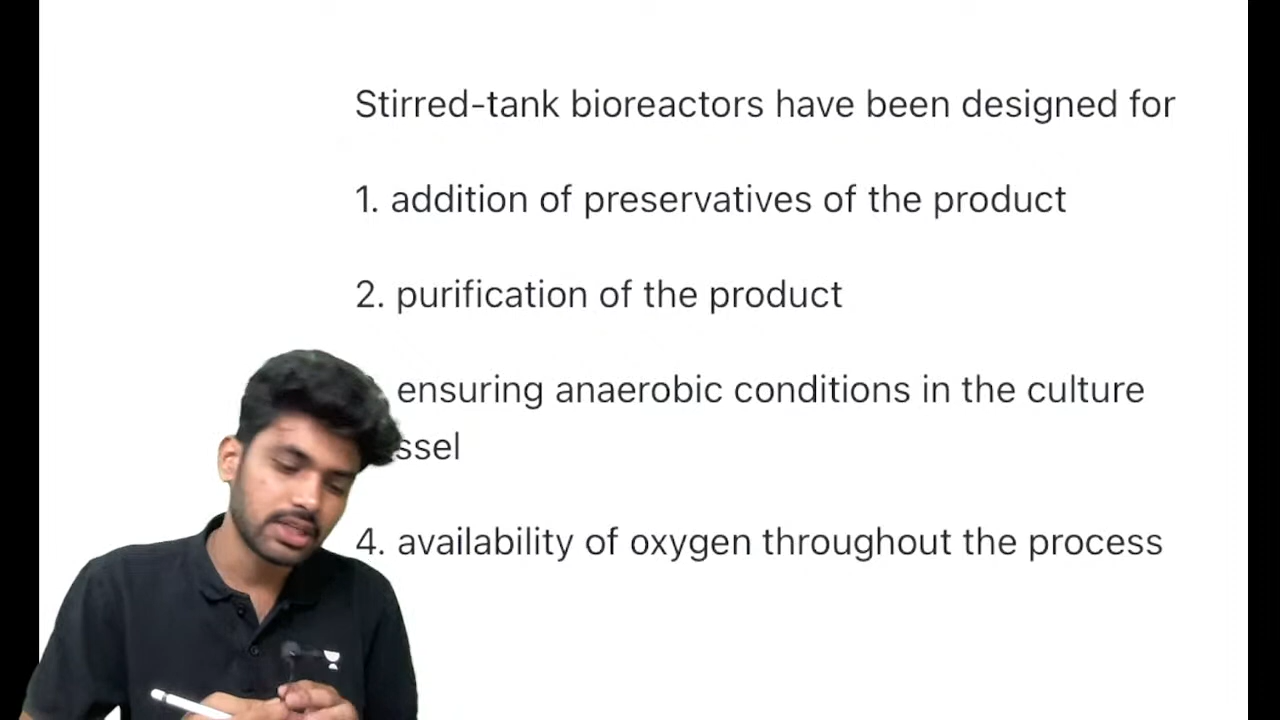 Stirred-tank bioreactors have been designed for
1. addition of preservatives of the product
2. purification of the product
ensuring anaerobic conditions in the culture
4. availability of oxygen throughout the process